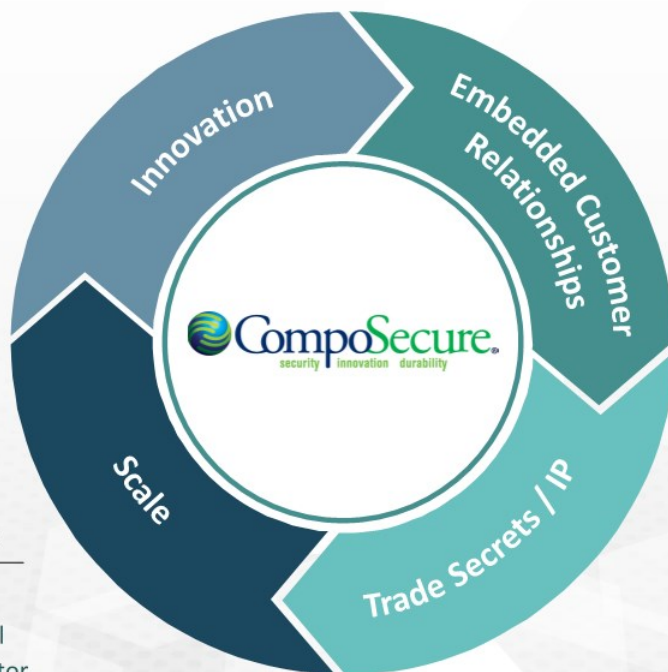 Innovation
Embedded Customer
Relationships
CompoSecure®
security innovation durability
Scale
Trade Secrets / IP